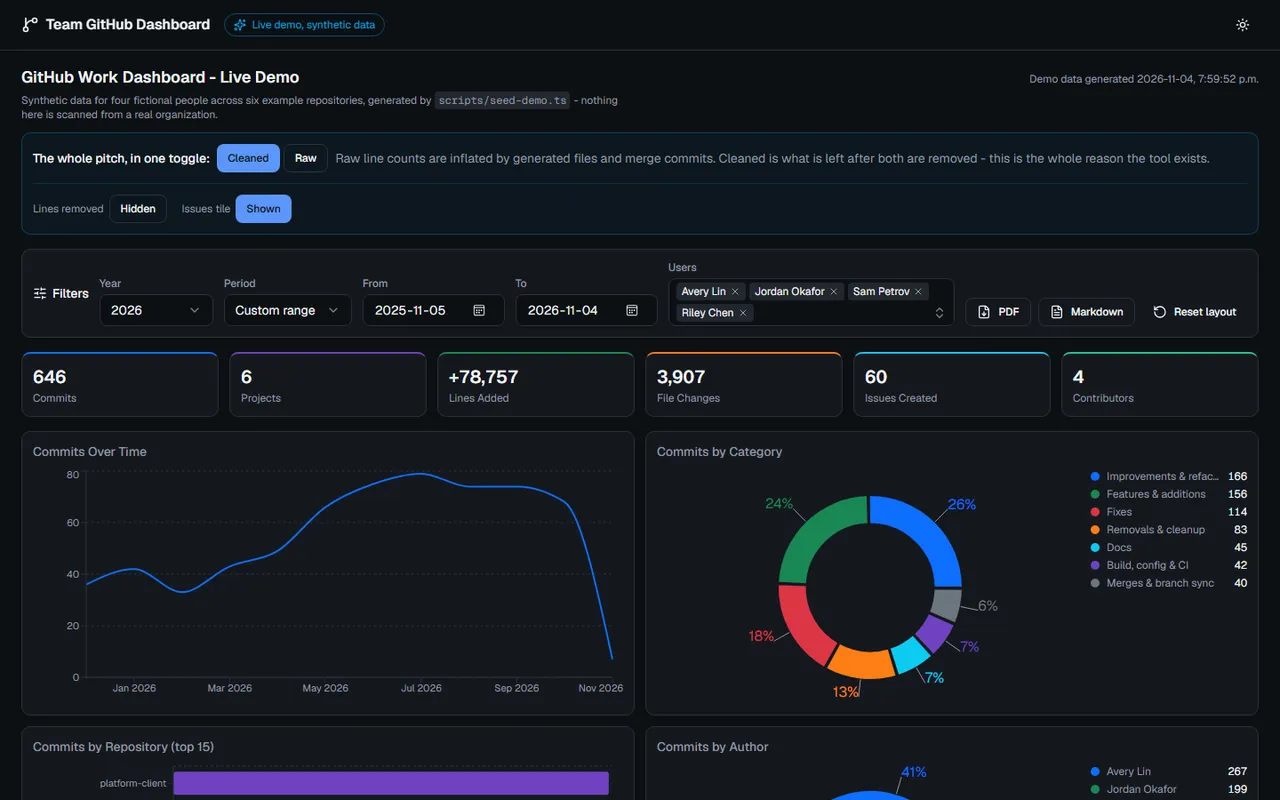 Team GitHub Dashboard
Live demo, synthetic data
GitHub Work Dashboard - Live Demo
Demo data generated 2026-11-04, 7:59:52 p.m.
Synthetic data for four fictional people across six example repositories, generated by scripts/seed-demo.ts - nothing
here is scanned from a real organization.
The whole pitch, in one toggle: Cleaned Raw Raw line counts are inflated by generated files and merge commits. Cleaned is what is left after both are removed - this is the whole reason the tool exists.
Lines removed Hidden Issues tile Shown
Filters
Year
2026
Period
Custom range
From
2025-11-05
To
2026-11-04
Users
Avery Lin × Jordan Okafor × Sam Petrov ×
Riley Chen ×
PDF
Markdown
Reset layout
646
Commits
6
Projects
+78,757
Lines Added
3,907
File Changes
60
Issues Created
4
Contributors
Commits Over Time
80
60
40
20
0
Jan 2026 Mar 2026 May 2026 Jul 2026 Sep 2026 Nov 2026
Commits by Category
24%
26%
6%
7%
7%
13%
18%
Improvements & refac... 166
Features & additions 156
Fixes 114
Removals & cleanup 83
Docs 45
Build, config & CI 42
Merges & branch sync 40
Commits by Repository (top 15)
platform-client
Commits by Author
41%
Avery Lin 267
Jordan Okafor 199